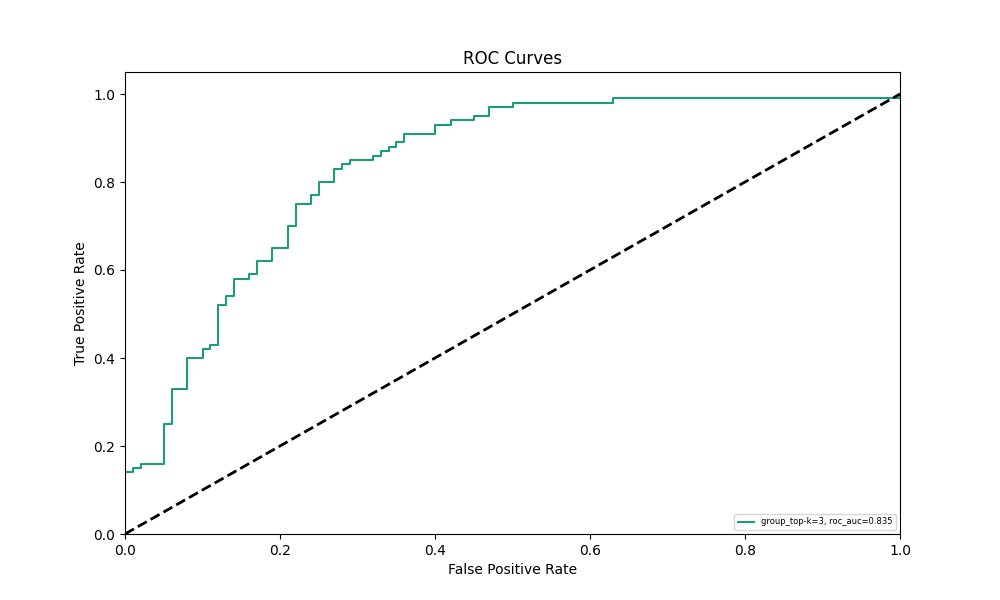 ROC Curves
True Positive Rate
1.0
0.8
0.6
0.4
0.2
0.0
group_top-k=3, roc_auc=0.835
0.0 0.2 0.4 0.6 0.8 1.0
False Positive Rate